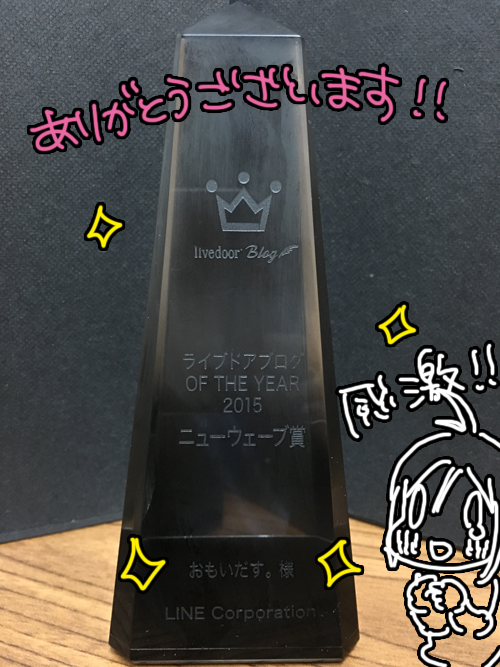 ありがとうございます!!
livedoor Blog
ライブドアブログ
OF THE YEAR
2015
ニューウェーブ賞
感激!!
おもいだす。様
LINE Corporation